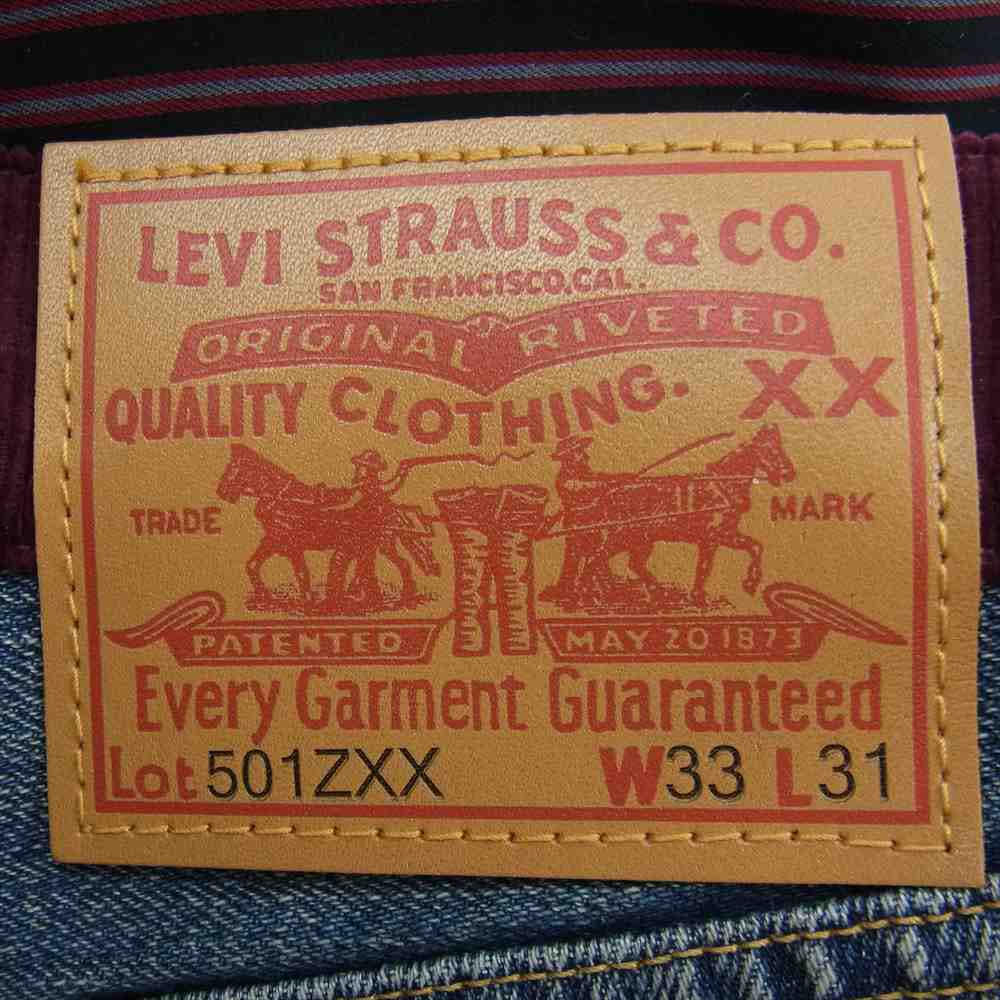 LEVI STRAUSS & CO.
SAN FRANCISCO,CAL.
ORIGINAL RIVETED
QUALITY CLOTHING. XX
TRADE MARK
PATENTED MAY 20 1873
Every Garment Guaranteed
Lot 501ZXX W33 L31